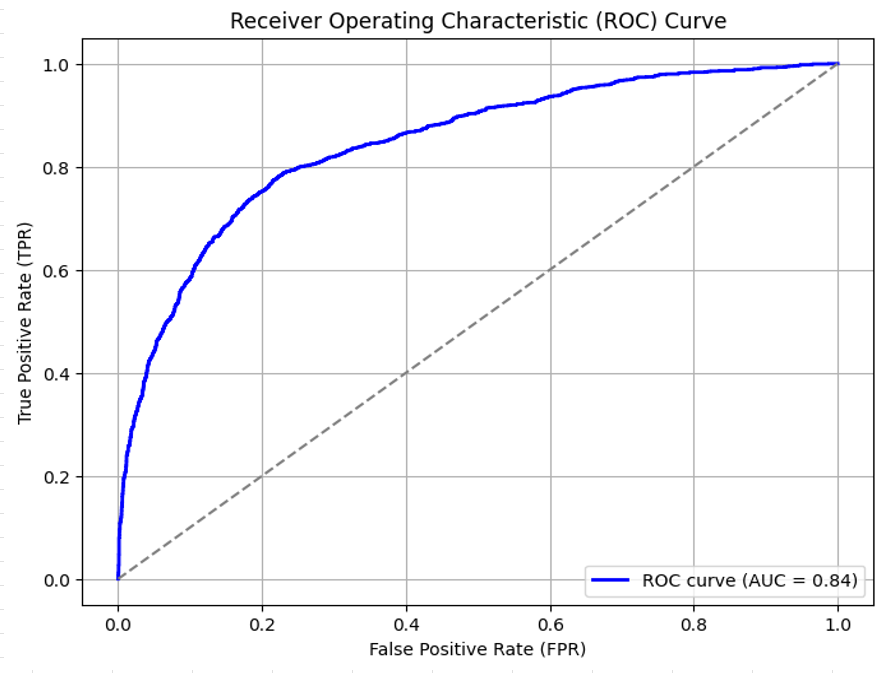 Receiver Operating Characteristic (ROC) Curve
1.0
0.8
0.6
0.4
0.2
0.0
True Positive Rate (TPR)
ROC curve (AUC = 0.84)
0.0 0.2 0.4 0.6 0.8 1.0
False Positive Rate (FPR)